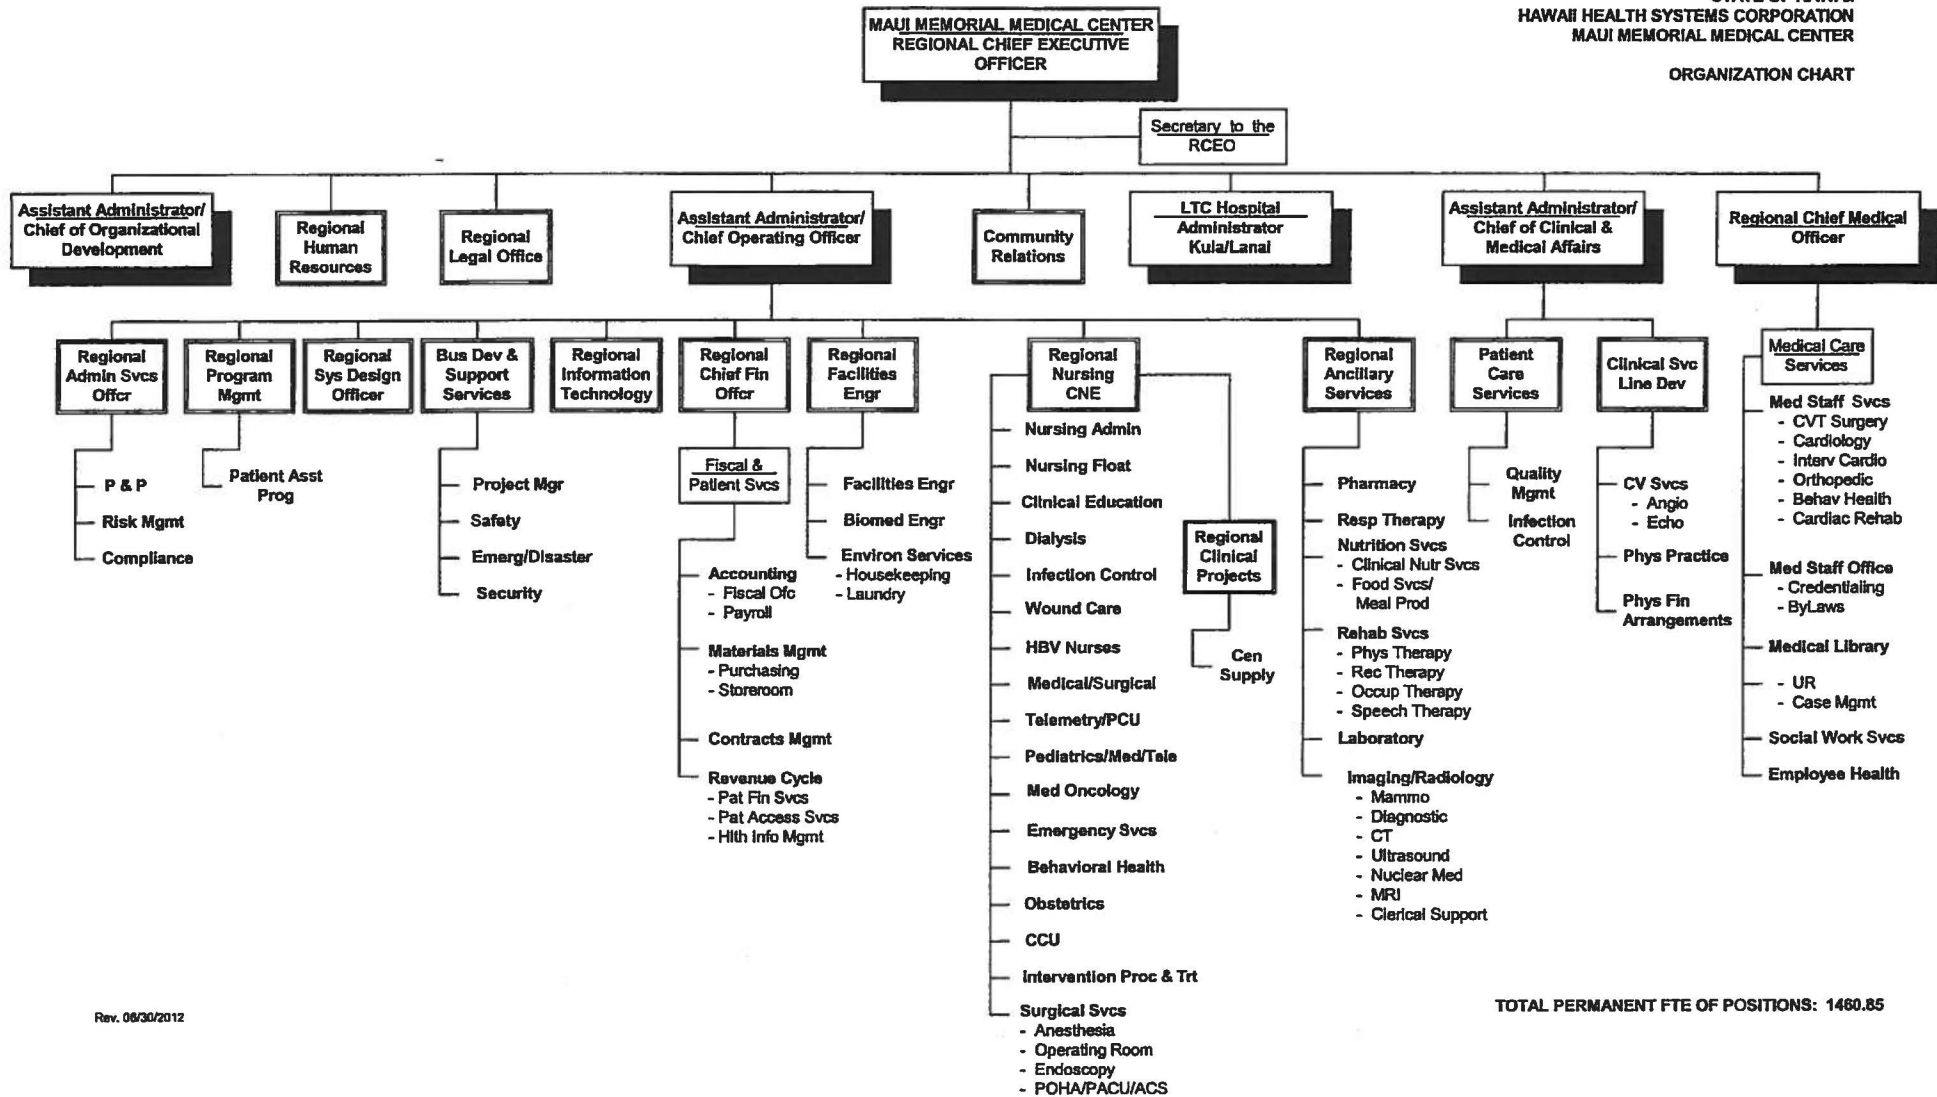 HAWAII HEALTH SYSTEMS CORPORATION
MAUI MEMORIAL MEDICAL CENTER
ORGANIZATION CHART
MAUI MEMORIAL MEDICAL CENTER
REGIONAL CHIEF EXECUTIVE
OFFICER
Secretary to the
RCEO
Assistant Administrator/
Chief of Organizational
Development
Regional
Human
Resources
Regional
Legal Office
Assistant Administrator/
Chief Operating Officer
Community
Relations
LTC Hospital
Administrator
Kula/Lanai
Assistant Administrator/
Chief of Clinical &
Medical Affairs
Regional Chief Medical
Officer
Regional
Admin Svcs
Offcr
Regional
Program
Mgmt
Regional
Sys Design
Officer
Bus Dev &
Support
Services
Regional
Information
Technology
Regional
Chief Fin
Offcr
Regional
Facilities
Engr
Regional
Nursing
CNE
Regional
Ancillary
Services
Patient
Care
Services
Clinical Svc
Line Dev
Medical Care
Services
P & P
Risk Mgmt
Compliance
Patient Asst
Prog
Project Mgr
Safety
Emerg/Disaster
Security
Fiscal &
Patient Svcs
Accounting
- Fiscal Ofc
- Payroll
Materials Mgmt
- Purchasing
- Storeroom
Contracts Mgmt
Revenue Cycle
- Pat Fin Svcs
- Pat Access Svcs
- Hlth Info Mgmt
Facilities Engr
Biomed Engr
Environ Services
- Housekeeping
- Laundry
Nursing Admin
Nursing Float
Clinical Education
Dialysis
Infection Control
Wound Care
HBV Nurses
Medical/Surgical
Telemetry/PCU
Pediatrics/Med/Tele
Med Oncology
Emergency Svcs
Behavioral Health
Obstetrics
CCU
Intervention Proc & Trt
Surgical Svcs
- Anesthesia
- Operating Room
- Endoscopy
- POHA/PACU/ACS
Regional
Clinical
Projects
Cen
Supply
Pharmacy
Resp Therapy
Nutrition Svcs
- Clinical Nutr Svcs
- Food Svcs/
Meal Prod
Rehab Svcs
- Phys Therapy
- Rec Therapy
- Occup Therapy
- Speech Therapy
Laboratory
Imaging/Radiology
- Mammo
- Diagnostic
- CT
- Ultrasound
- Nuclear Med
- MRI
- Clerical Support
Quality
Mgmt
Infection
Control
CV Svcs
- Angio
- Echo
Phys Practice
Phys Fin
Arrangements
Med Staff Svcs
- CVT Surgery
- Cardiology
- Interv Cardio
- Orthopedic
- Behav Health
- Cardiac Rehab
Med Staff Office
- Credentialing
- ByLaws
Medical Library
- UR
- Case Mgmt
Social Work Svcs
Employee Health
Rev. 06/30/2012
TOTAL PERMANENT FTE OF POSITIONS: 1460.85